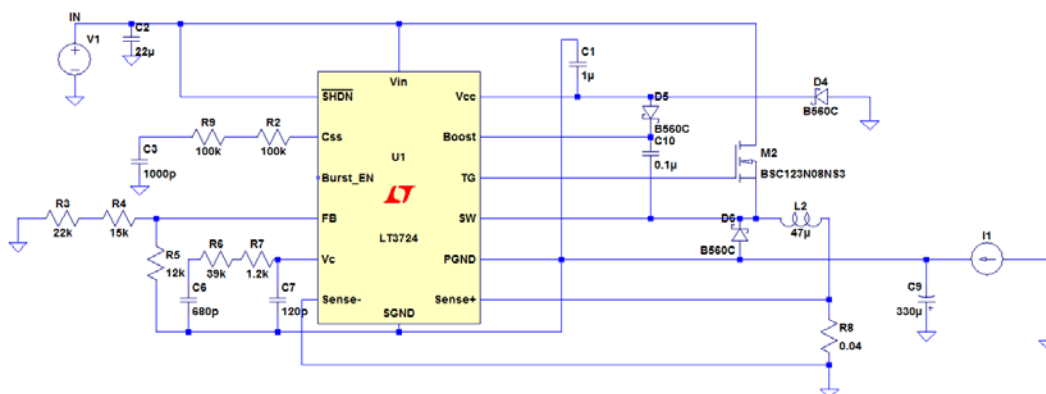 IN
V1
C2
22µ
C1
1µ
Vin
SHDN
Vcc
D5
B560C
D4
B560C
R9
100k
R2
100k
Css
Boost
C10
0.1µ
C3
1000p
U1
Burst_EN
TG
M2
BSC123N08NS3
R3
22k
R4
15k
FB
SW
LT3724
D6
B560C
L2
47µ
R5
12k
R6
39k
R7
1.2k
Vc
PGND
I1
C6
680p
C7
120p
Sense-
Sense+
SGND
C9
330µ
R8
0.04